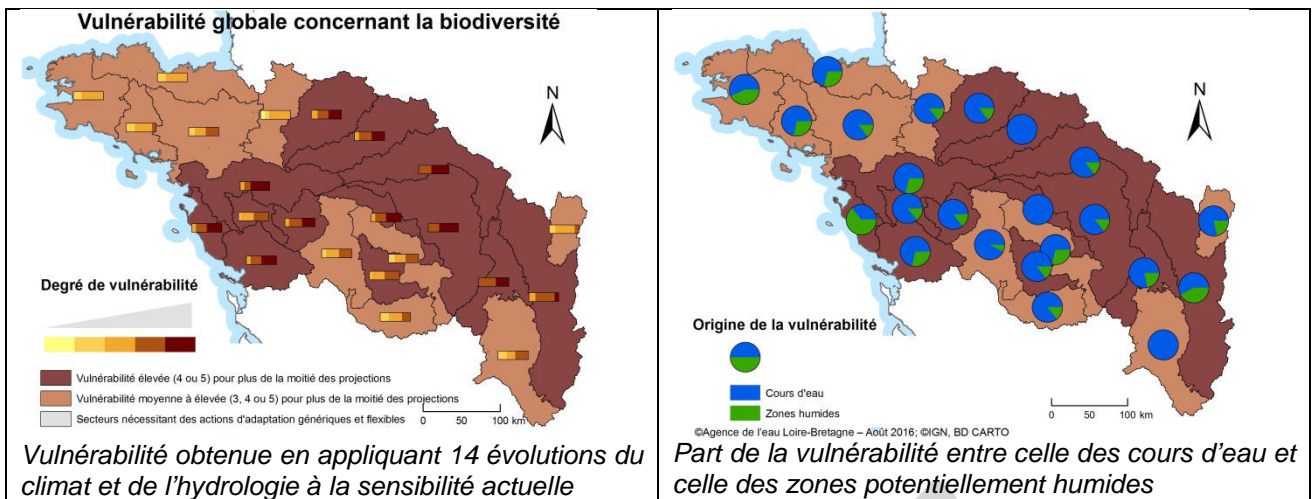 Vulnérabilité globale concernant la biodiversité
N
Degré de vulnérabilité
Vulnérabilité élevée (4 ou 5) pour plus de la moitié des projections
Vulnérabilité moyenne à élevée (3, 4 ou 5) pour plus de la moitié des projections
Secteurs nécessitant des actions d'adaptation génériques et flexibles
0 50 100 km
Vulnérabilité obtenue en appliquant 14 évolutions du
climat et de l'hydrologie à la sensibilité actuelle
N
Origine de la vulnérabilité
Cours d'eau
Zones humides
0 50 100 km
©Agence de l'eau Loire-Bretagne – Août 2016; ©IGN, BD CARTO
Part de la vulnérabilité entre celle des cours d'eau et
celle des zones potentiellement humides